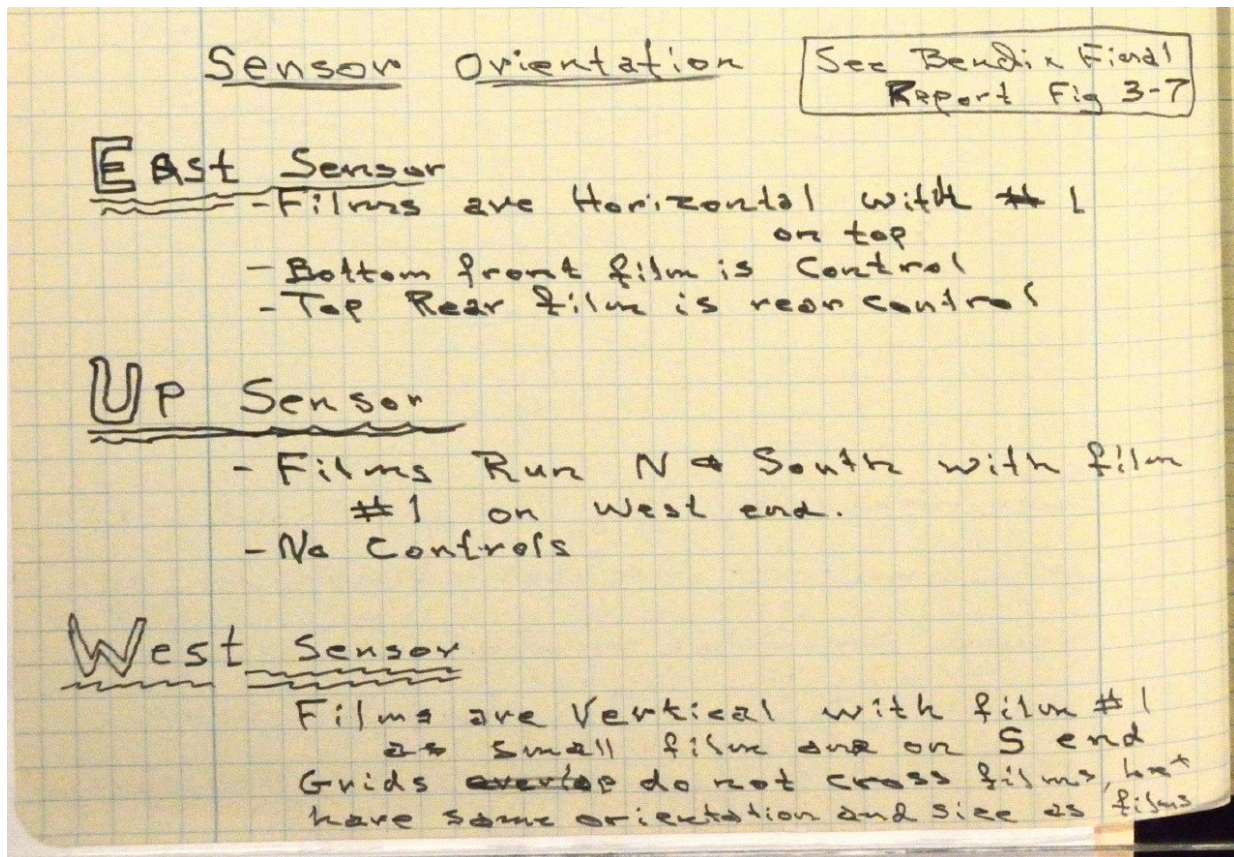 Sensor Orientation
See Bendix Final
Report Fig 3-7
East Sensor
- Films are Horizontal with # 1
on top
- Bottom front film is Control
- Top Rear film is rear control
Up Sensor
- Films Run N & South with film
#1 on West end.
- No Controls
West Sensor
Films are Vertical with film #1
as small film and on S end
Grids do not cross films, but
have same orientation and size as films